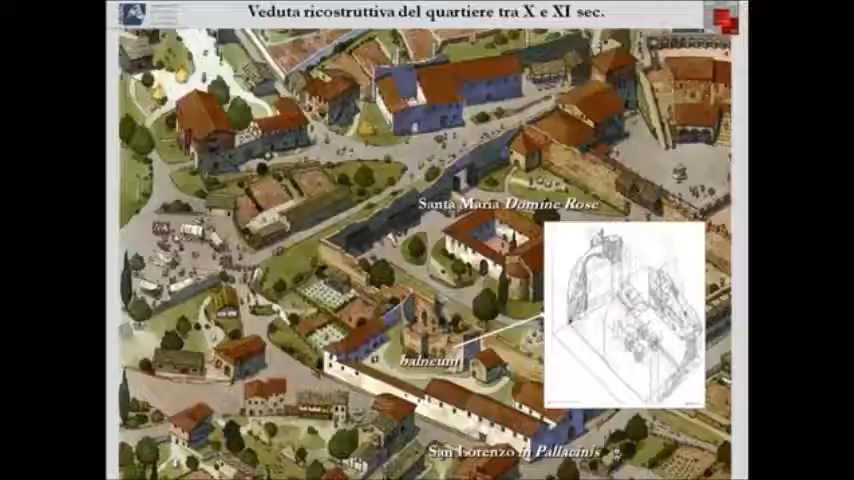 Veduta ricostruttiva del quartiere tra X e XI sec.
Santa Maria Domine Rose
balneum
San Lorenzo in Pallacinis